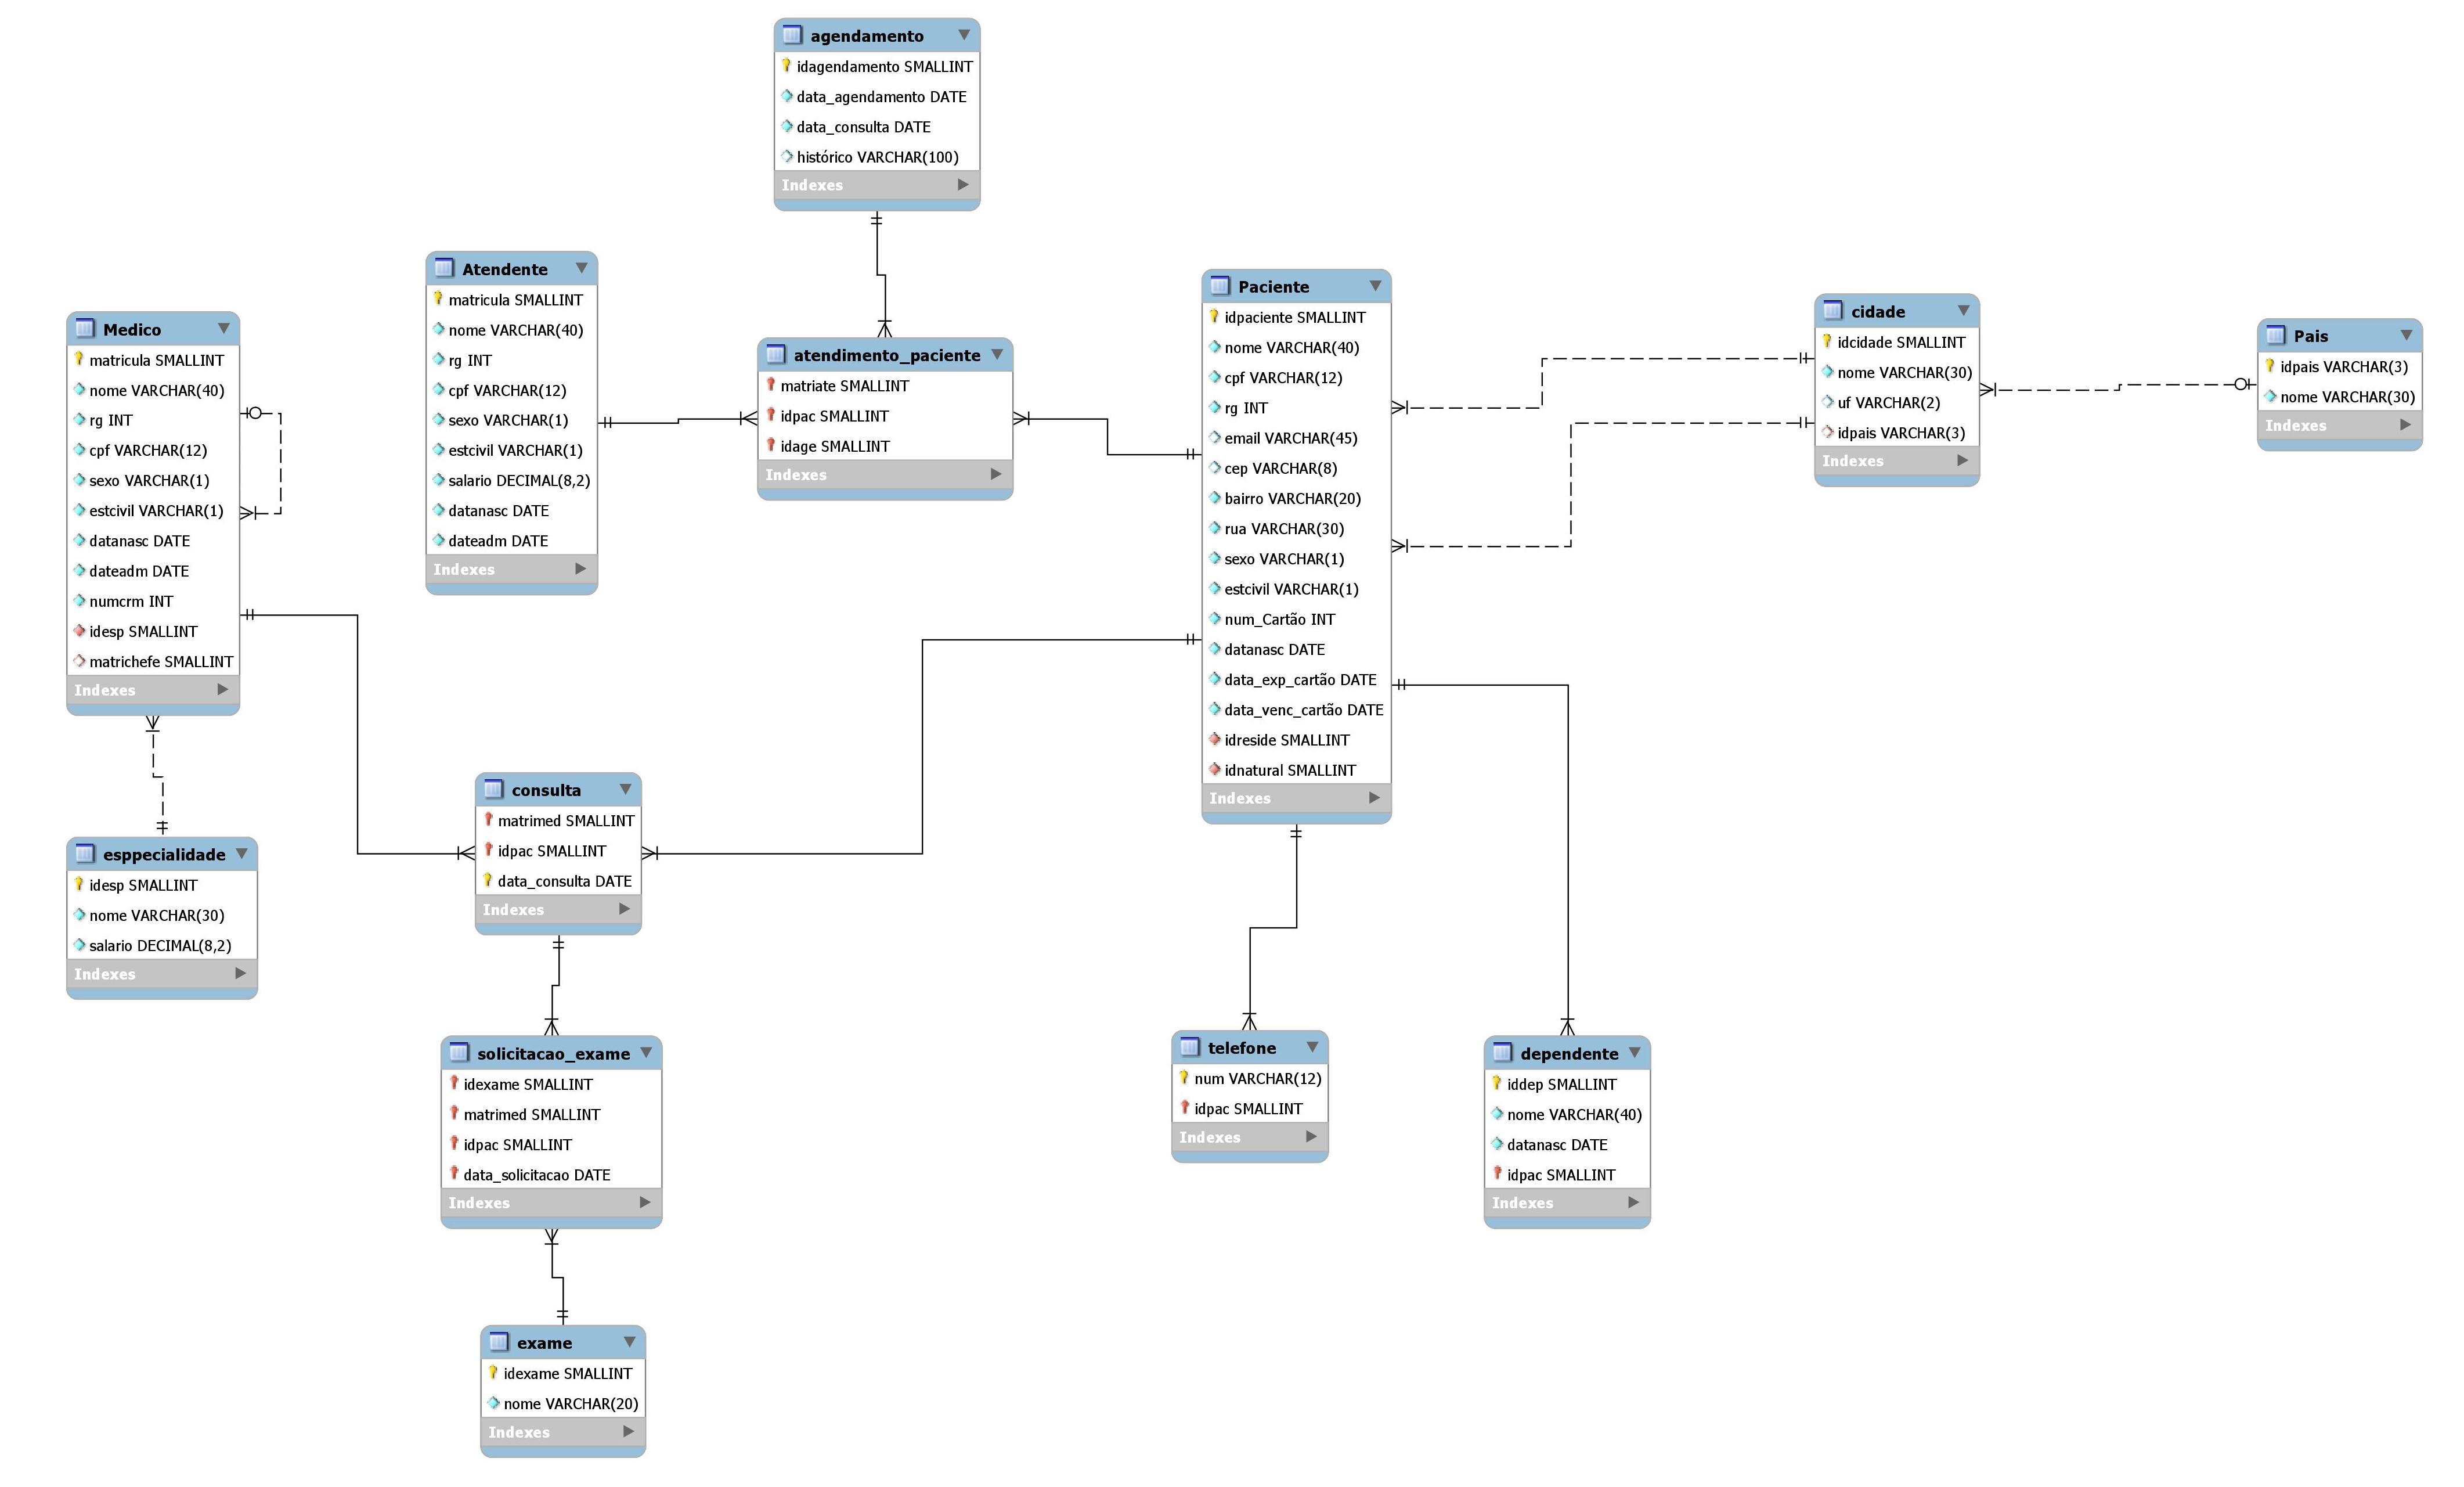 agendamento
idagendamento SMALLINT
data_agendamento DATE
data_consulta DATE
histórico VARCHAR(100)
Indexes
Atendente
matricula SMALLINT
nome VARCHAR(40)
rg INT
cpf VARCHAR(12)
sexo VARCHAR(1)
estcivil VARCHAR(1)
salario DECIMAL(8,2)
datanasc DATE
dateadm DATE
Indexes
Paciente
idpaciente SMALLINT
nome VARCHAR(40)
cpf VARCHAR(12)
rg INT
email VARCHAR(45)
cep VARCHAR(8)
bairro VARCHAR(20)
rua VARCHAR(30)
sexo VARCHAR(1)
estcivil VARCHAR(1)
num_Cartão INT
datanasc DATE
data_exp_cartão DATE
data_venc_cartão DATE
idreside SMALLINT
idnatural SMALLINT
Indexes
cidade
idcidade SMALLINT
nome VARCHAR(30)
uf VARCHAR(2)
idpais VARCHAR(3)
Indexes
Pais
idpais VARCHAR(3)
nome VARCHAR(30)
Indexes
Medico
matricula SMALLINT
nome VARCHAR(40)
rg INT
cpf VARCHAR(12)
sexo VARCHAR(1)
estcivil VARCHAR(1)
datanasc DATE
dateadm DATE
numcrm INT
idesp SMALLINT
matrichefe SMALLINT
Indexes
atendimento_paciente
matriate SMALLINT
idpac SMALLINT
idage SMALLINT
Indexes
consulta
matrimed SMALLINT
idpac SMALLINT
data_consulta DATE
Indexes
esppecialidade
idesp SMALLINT
nome VARCHAR(30)
salario DECIMAL(8,2)
Indexes
solicitacao_exame
idexame SMALLINT
matrimed SMALLINT
idpac SMALLINT
data_solicitacao DATE
Indexes
telefone
num VARCHAR(12)
idpac SMALLINT
Indexes
dependente
iddep SMALLINT
nome VARCHAR(40)
datanasc DATE
idpac SMALLINT
Indexes
exame
idexame SMALLINT
nome VARCHAR(20)
Indexes